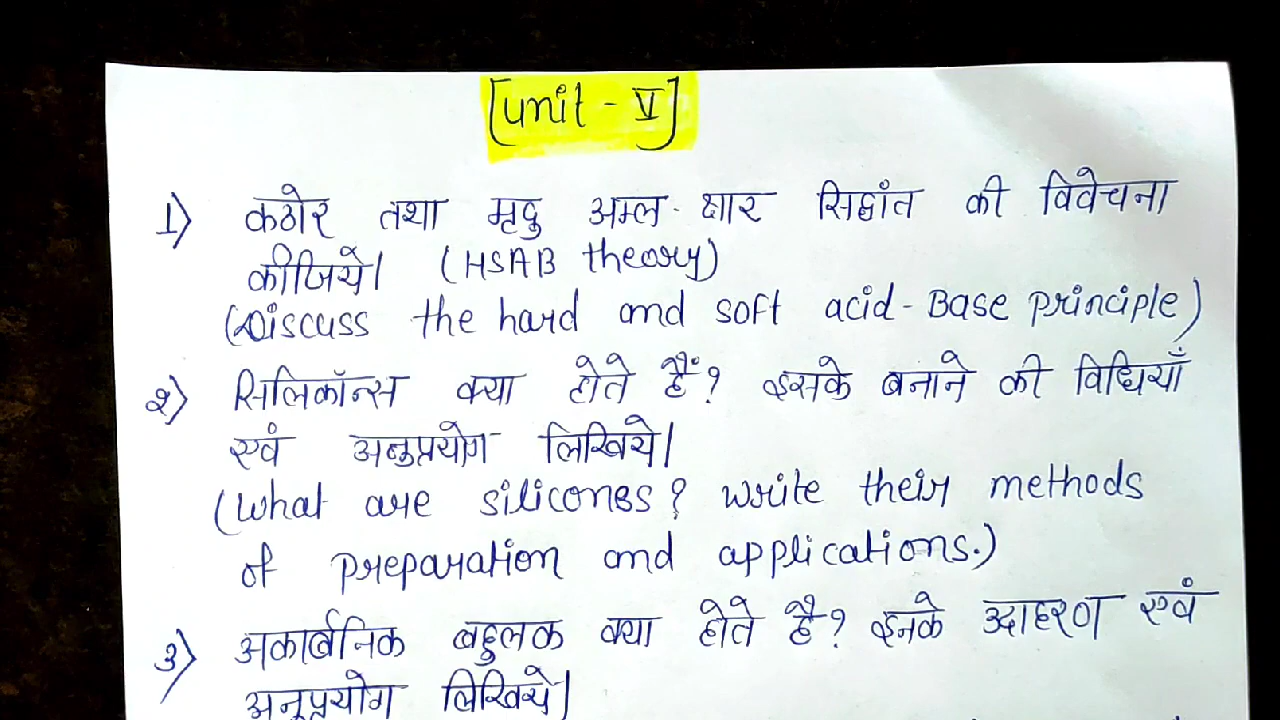 [unit - V]
1) कठोर तथा मृदु अम्ल - क्षार सिद्धांत की विवेचना
कीजिये। (HSAB theory)
(Discuss the hard and soft acid - Base principle)
२) सिलिकॉन्स क्या होते हैं? इसके बनाने की विधियाँ
एवं अनुप्रयोग लिखिये।
(What are silicones? write their methods
of preparation and applications.)
३) अकार्बनिक बहुलक क्या होते है? इनके उदाहरण एवं
अनुप्रयोग लिखिये।